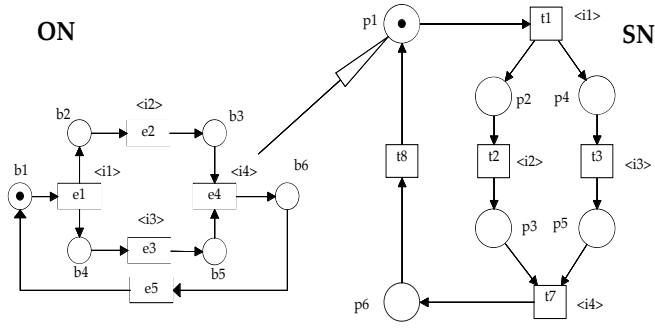 ON
SN
p1
t1
<i1>
p2
p4
<i2>
b2
e2
b3
t8
t2
<i2>
t3
<i3>
b1
<i1>
e1
<i4>
e4
b6
<i3>
p3
p5
b4
e3
b5
e5
p6
t7
<i4>